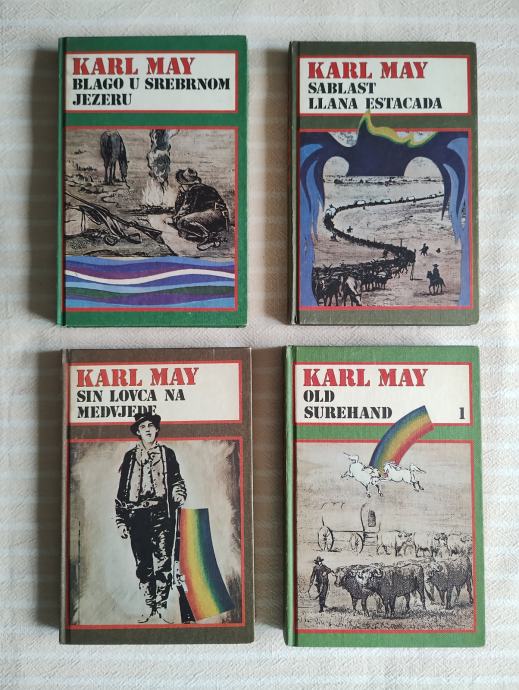 KARL MAY
BLAGO U SREBRNOM
JEZERU
KARL MAY
SABLAST
LLANA ESTACADA
KARL MAY
SIN LOVCA NA
MEDVJEDE
KARL MAY
OLD
SUREHAND 1